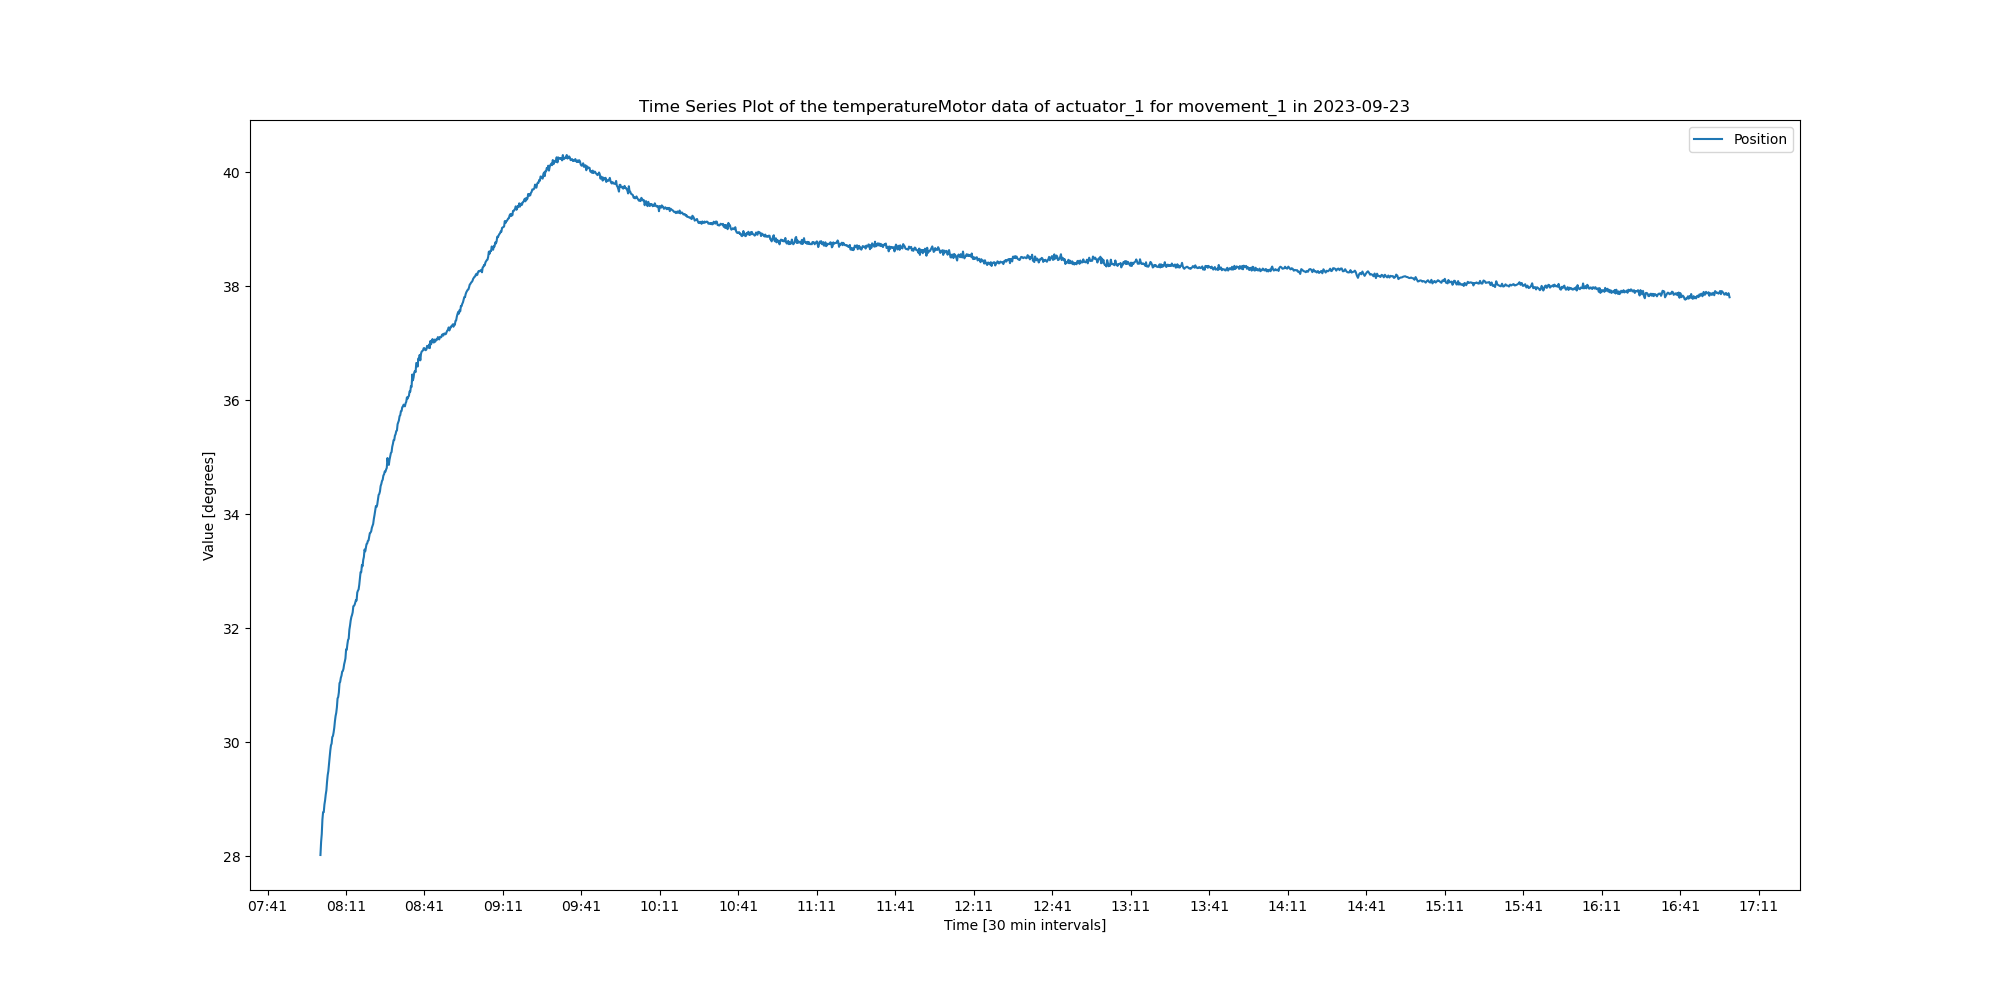 Time Series Plot of the temperatureMotor data of actuator_1 for movement_1 in 2023-09-23
Position
40
38
36
34
32
30
28
Value [degrees]
07:41 08:11 08:41 09:11 09:41 10:11 10:41 11:11 11:41 12:11 12:41 13:11 13:41 14:11 14:41 15:11 15:41 16:11 16:41 17:11
Time [30 min intervals]